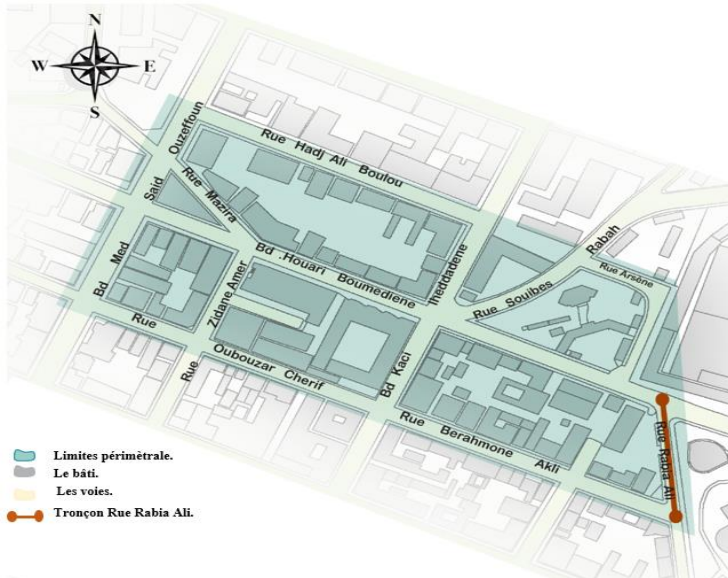 N
W E
S
Ouzeffoun
Rue Hadj Ali Boulou
Rue Mazira
Said
Bd Med
Bd .Houari Boumediene
Iheddadene
Rue Souibes Rabah
Rue Arsène
Zidane Amer
Rue
Oubouzar Cherif
Rue
Bd Kaci
Rue Berahmone Akli
Rue Rabia Ali
Limites périmètrale.
Le bâti.
Les voies.
Tronçon Rue Rabia Ali.